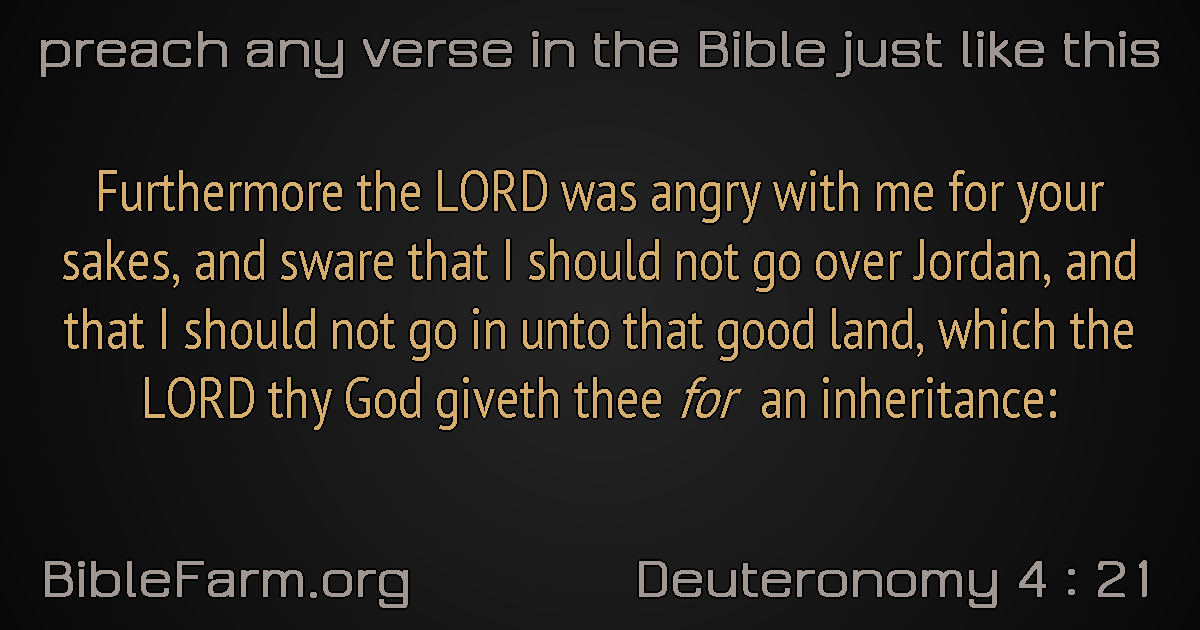 preach any verse in the Bible just like this
Furthermore the LORD was angry with me for your
sakes, and sware that I should not go over Jordan, and
that I should not go in unto that good land, which the
LORD thy God giveth thee for an inheritance:
BibleFarm.org
Deuteronomy 4 : 21